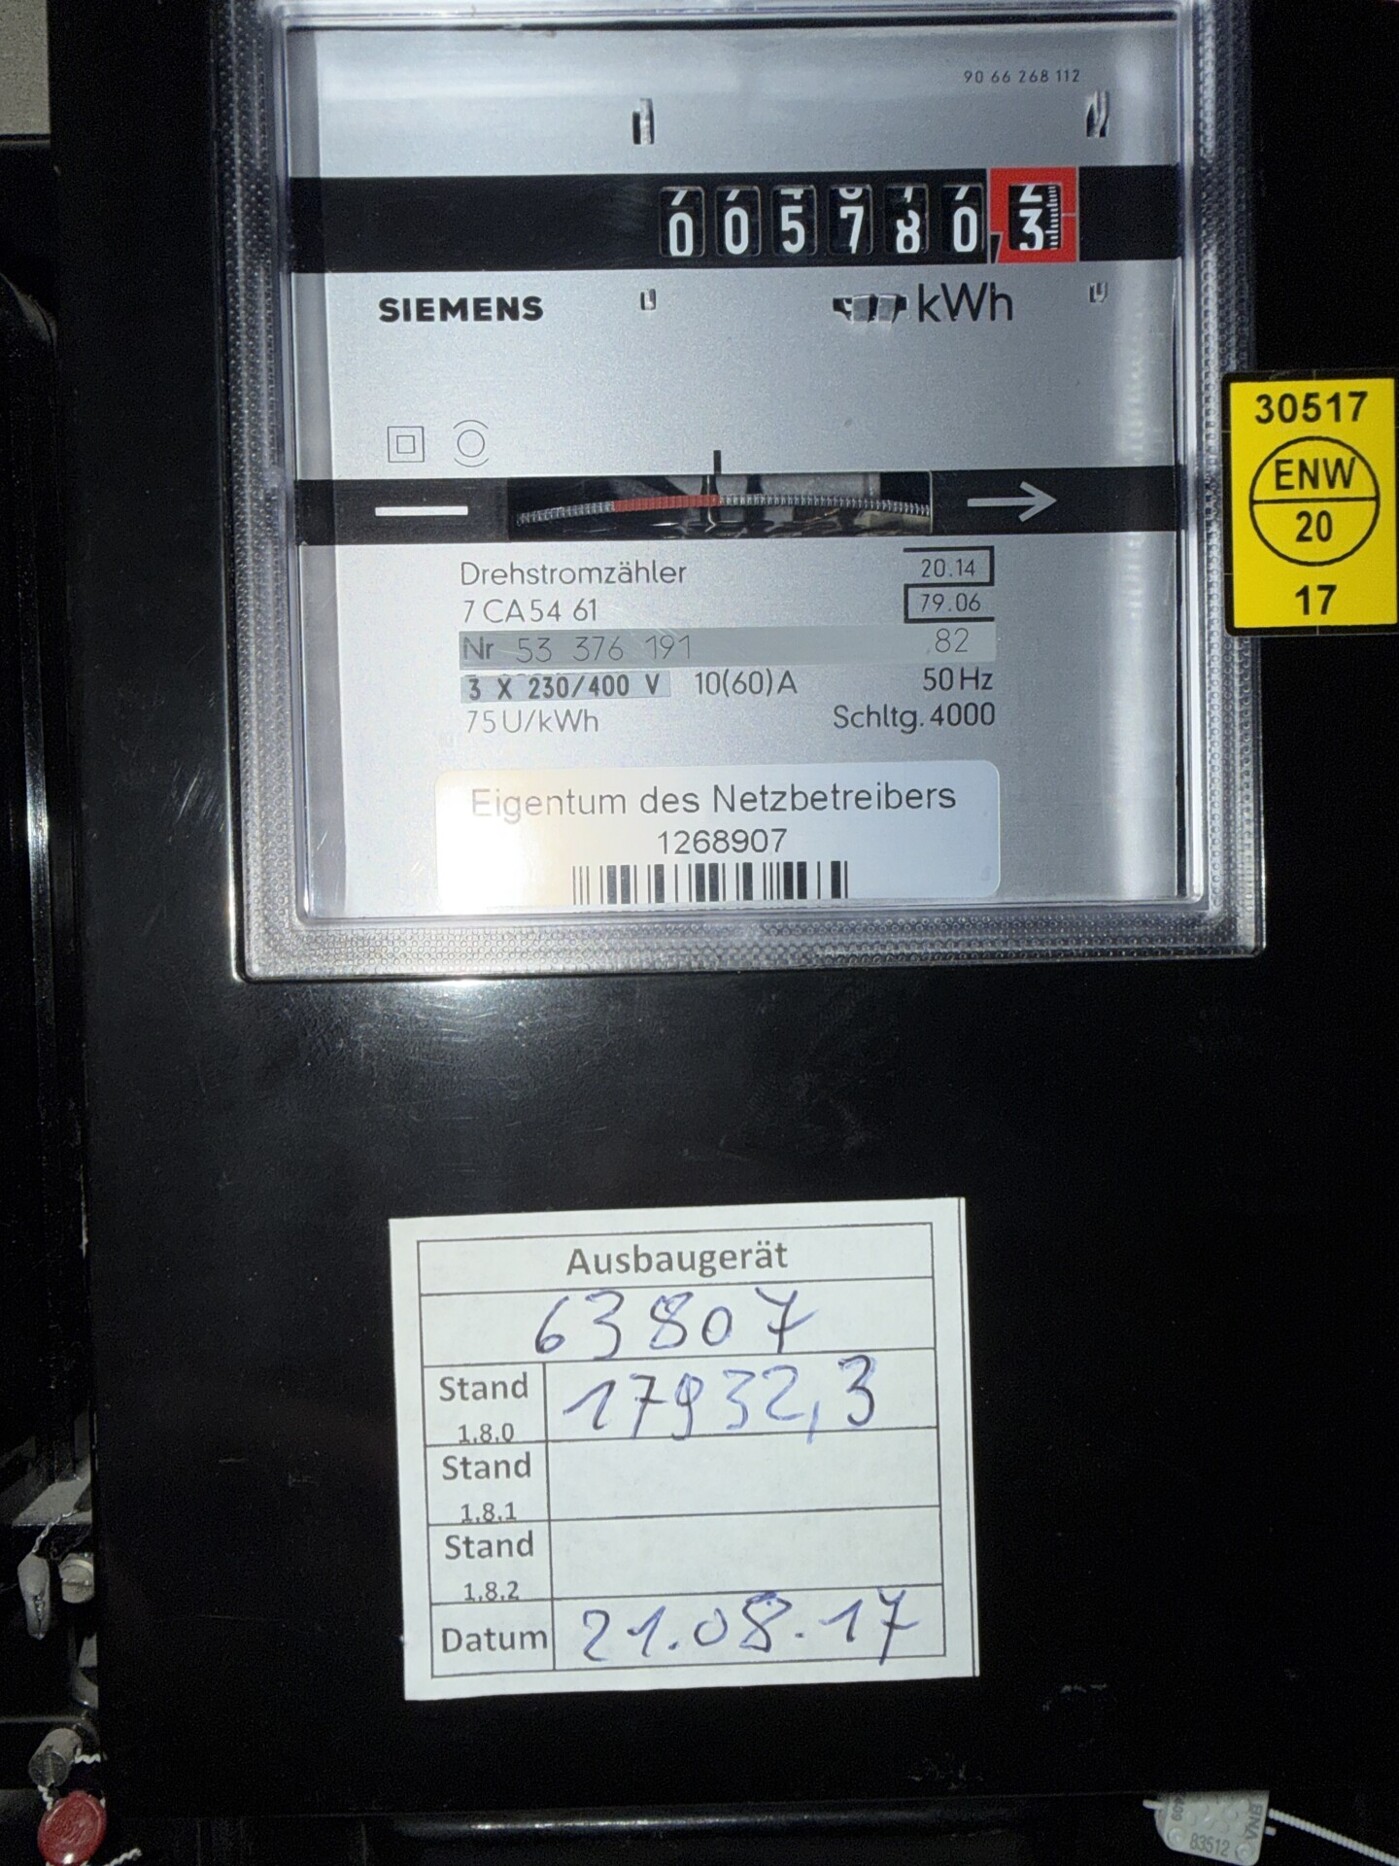 90 66 268 112
005780,3
SIEMENS
kWh
30517
ENW
20
17
Drehstromzähler
20.14
7 CA54 61
79.06
Nr 53 376 191
82
3 X 230/400 V 10(60)A
50 Hz
75 U/kWh
Schltg. 4000
Eigentum des Netzbetreibers
1268907
Ausbaugerät
63807
Stand 1.8.0
17932,3
Stand 1.8.1
Stand 1.8.2
Datum
21.08.17
83512